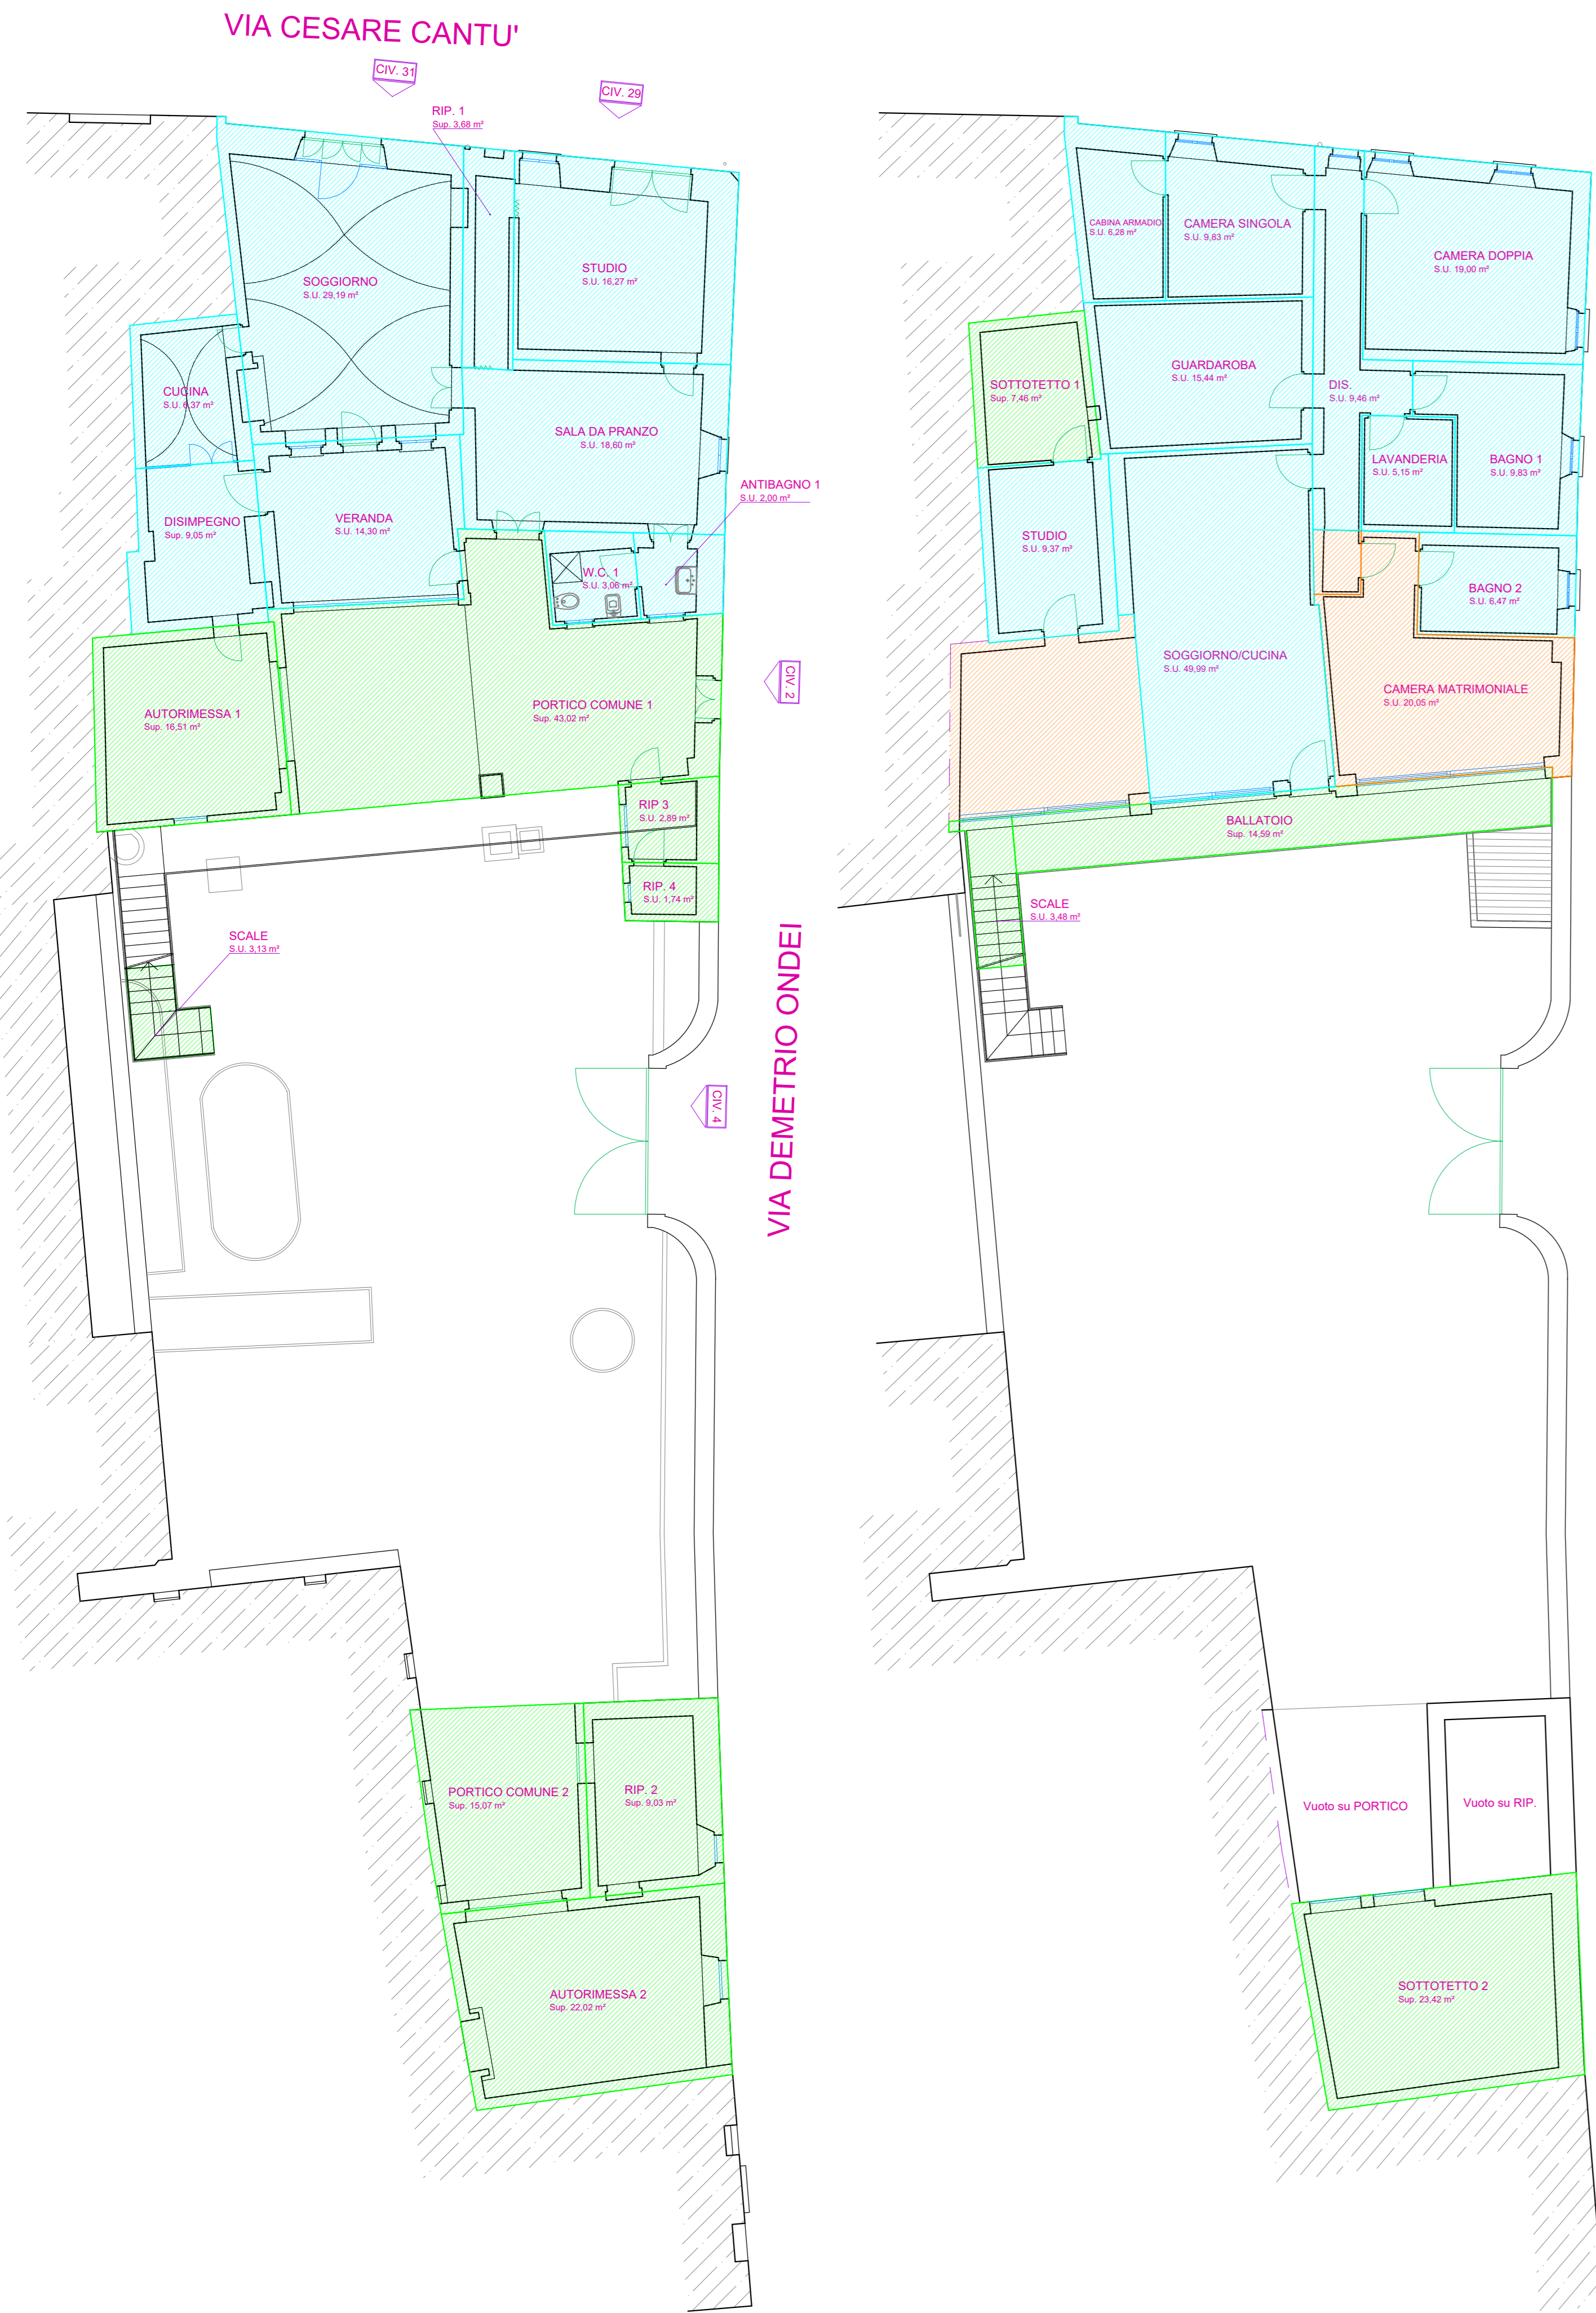 VIA CESARE CANTU'
CIV. 31
CIV. 29
RIP. 1
Sup. 3,68 m²
STUDIO
S.U. 16,27 m²
SOGGIORNO
S.U. 29,19 m²
CUCINA
S.U. 6,37 m²
SALA DA PRANZO
S.U. 18,60 m²
ANTIBAGNO 1
S.U. 2,00 m²
DISIMPEGNO
Sup. 9,05 m²
VERANDA
S.U. 14,30 m²
W.C. 1
S.U. 3,06 m²
CIV. 2
AUTORIMESSA 1
Sup. 16,51 m²
PORTICO COMUNE 1
Sup. 43,02 m²
RIP 3
S.U. 2,89 m²
RIP. 4
S.U. 1,74 m²
SCALE
S.U. 3,13 m²
VIA DEMETRIO ONDEI
CIV. 4
PORTICO COMUNE 2
Sup. 15,07 m²
RIP. 2
Sup. 9,03 m²
AUTORIMESSA 2
Sup. 22,02 m²
CABINA ARMADIO
S.U. 6,28 m²
CAMERA SINGOLA
S.U. 9,83 m²
CAMERA DOPPIA
S.U. 19,00 m²
GUARDAROBA
S.U. 15,44 m²
SOTTOTETTO 1
Sup. 7,46 m²
DIS.
S.U. 9,46 m²
LAVANDERIA
S.U. 5,15 m²
BAGNO 1
S.U. 9,83 m²
STUDIO
S.U. 9,37 m²
BAGNO 2
S.U. 6,47 m²
SOGGIORNO/CUCINA
S.U. 49,99 m²
CAMERA MATRIMONIALE
S.U. 20,05 m²
BALLATOIO
Sup. 14,59 m²
SCALE
S.U. 3,48 m²
Vuoto su PORTICO
Vuoto su RIP.
SOTTOTETTO 2
Sup. 23,42 m²